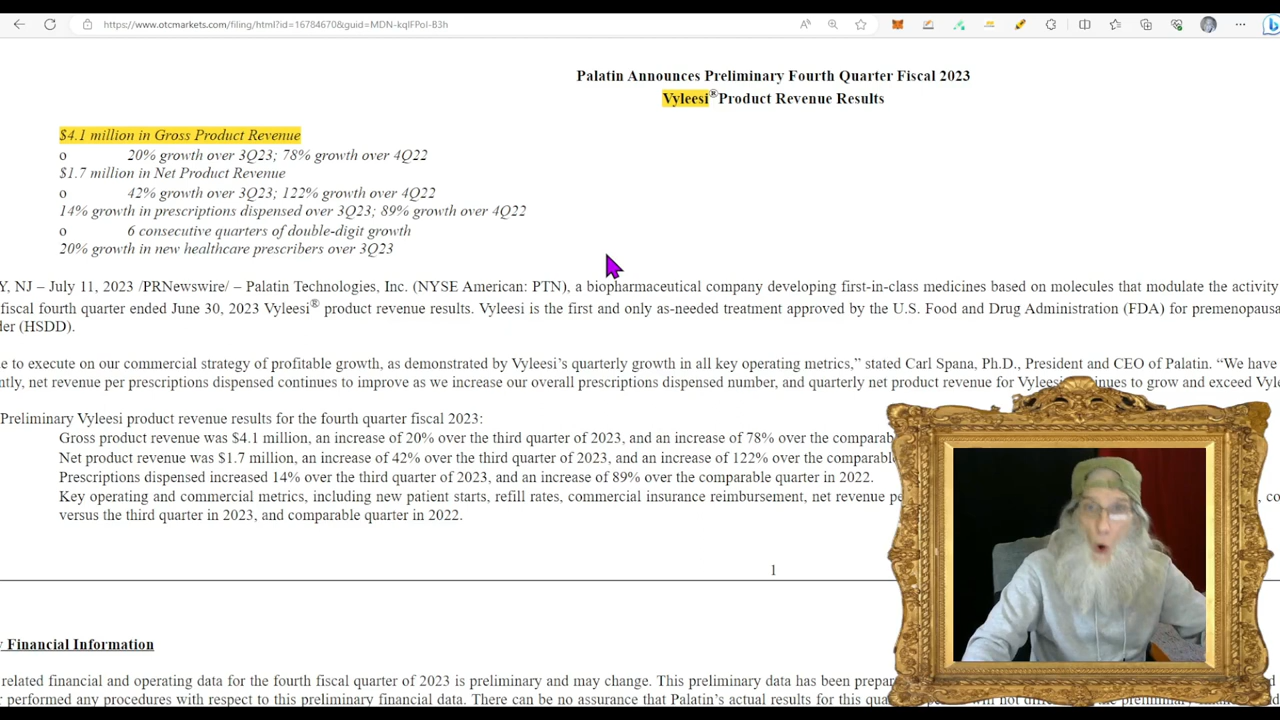 https://www.otcmarkets.com/filing/html?id=16784670&guid=MDN-kqlFPol-B3h
Palatin Announces Preliminary Fourth Quarter Fiscal 2023
Vyleesi®Product Revenue Results
$4.1 million in Gross Product Revenue
o 20% growth over 3Q23; 78% growth over 4Q22
$1.7 million in Net Product Revenue
o 42% growth over 3Q23; 122% growth over 4Q22
14% growth in prescriptions dispensed over 3Q23; 89% growth over 4Q22
o 6 consecutive quarters of double-digit growth
20% growth in new healthcare prescribers over 3Q23
Y, NJ – July 11, 2023 /PRNewswire/ – Palatin Technologies, Inc. (NYSE American: PTN), a biopharmaceutical company developing first-in-class medicines based on molecules that modulate the activity
fiscal fourth quarter ended June 30, 2023 Vyleesi® product revenue results. Vyleesi is the first and only as-needed treatment approved by the U.S. Food and Drug Administration (FDA) for premenopausa
der (HSDD).
e to execute on our commercial strategy of profitable growth, as demonstrated by Vyleesi's quarterly growth in all key operating metrics,” stated Carl Spana, Ph.D., President and CEO of Palatin. “We have
ntly, net revenue per prescriptions dispensed continues to improve as we increase our overall prescriptions dispensed number, and quarterly net product revenue for Vyleesi tinues to grow and exceed Vyle
Preliminary Vyleesi product revenue results for the fourth quarter fiscal 2023:
Gross product revenue was $4.1 million, an increase of 20% over the third quarter of 2023, and an increase of 78% over the compara
Net product revenue was $1.7 million, an increase of 42% over the third quarter of 2023, and an increase of 122% over the comparable
Prescriptions dispensed increased 14% over the third quarter of 2023, and an increase of 89% over the comparable quarter in 2022.
Key operating and commercial metrics, including new patient starts, refill rates, commercial insurance reimbursement, net revenue pe
versus the third quarter in 2023, and comparable quarter in 2022.
1
y Financial Information
related financial and operating data for the fourth fiscal quarter of 2023 is preliminary and may change. This preliminary data has been prepar
r performed any procedures with respect to this preliminary financial data. There can be no assurance that Palatin's actual results for this qua